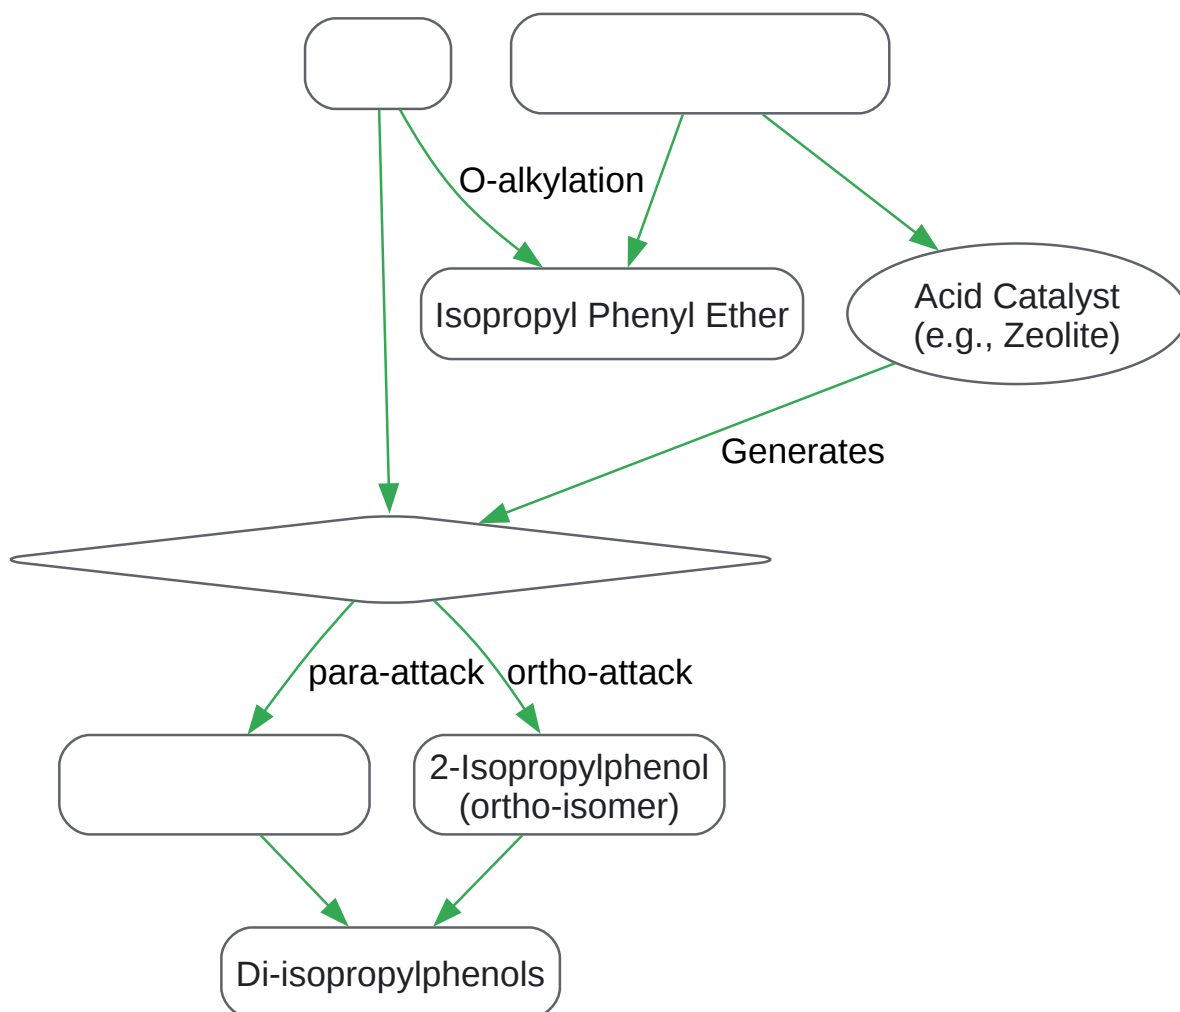 O-alkylation
Isopropyl Phenyl Ether
Acid Catalyst
(e.g., Zeolite)
Generates
para-attack
ortho-attack
2-Isopropylphenol
(ortho-isomer)
Di-isopropylphenols